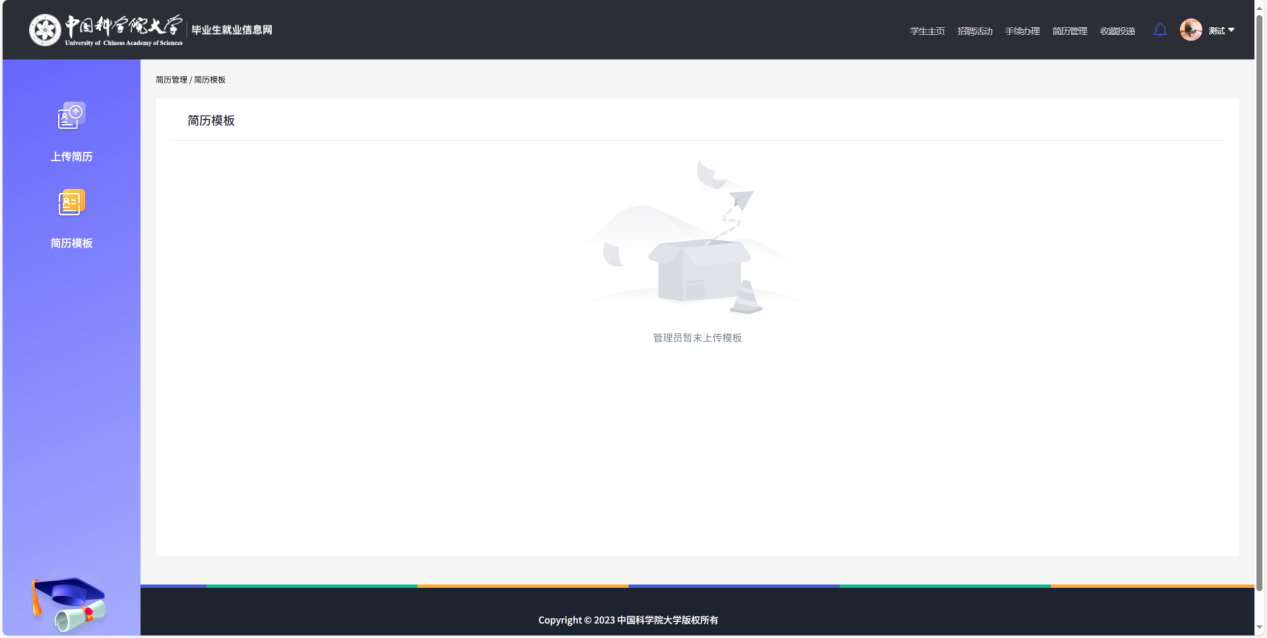 中国科学院大学
University of Chinese Academy of Sciences
毕业生就业信息网
学生主页 招聘活动 手续办理 简历管理 收藏投递 测试
上传简历
简历模板
简历管理 / 简历模板
简历模板
管理员暂未上传模板
Copyright © 2023 中国科学院大学版权所有